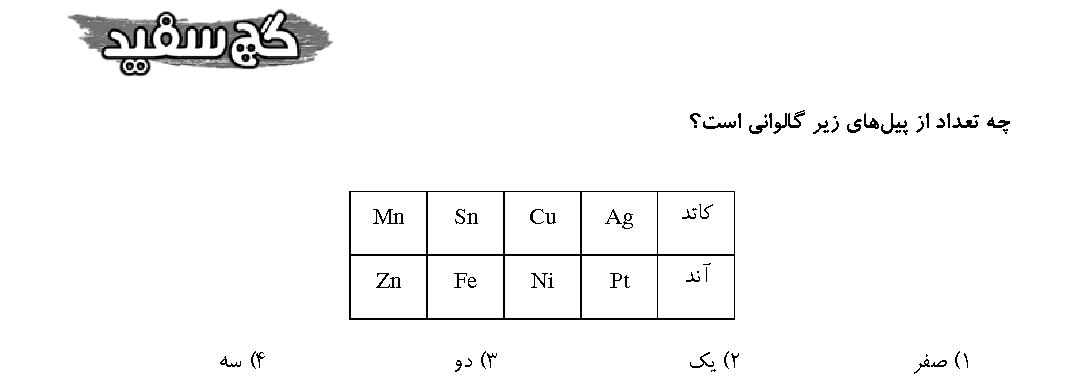 گچ سفید
چه تعداد از پیل‌های زیر گالوانی است؟
کاتد Ag Cu Sn Mn
آند Pt Ni Fe Zn
۱) صفر ۲) یک ۳) دو ۴) سه